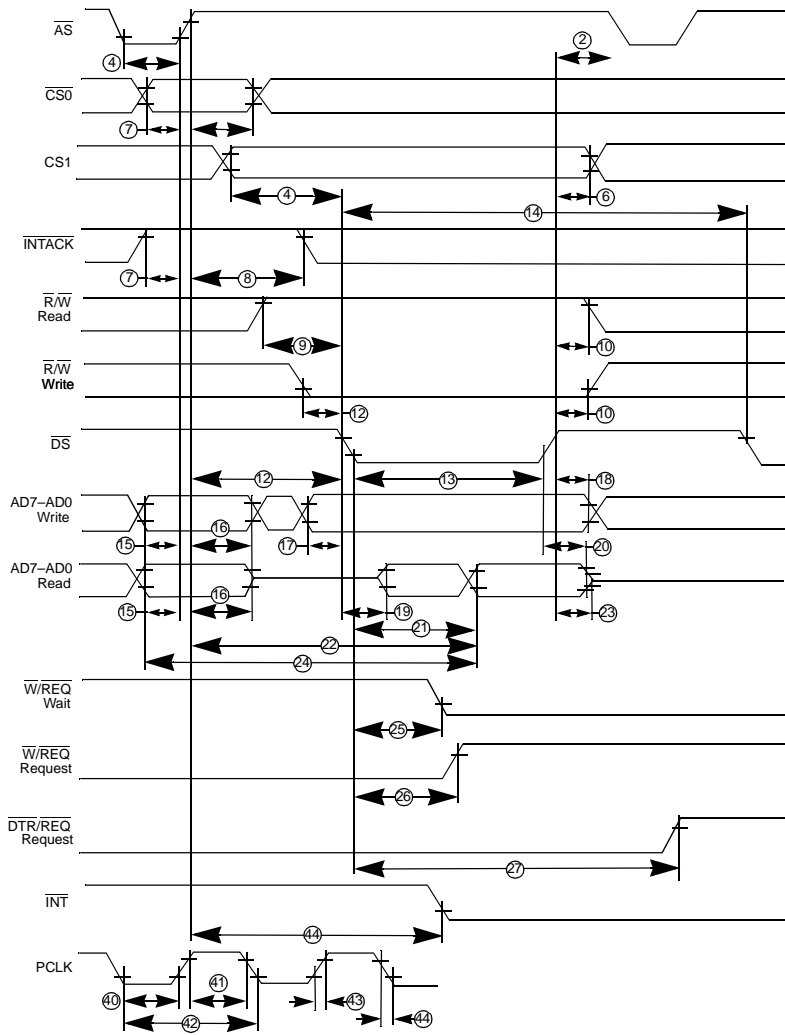 AS
2
4
CS0
7
CS1
4
6
14
INTACK
7
8
R/W
Read
9
10
R/W
Write
12
10
DS
12
13
18
AD7–AD0
Write
15
16
17
20
AD7–AD0
Read
16
15
19
23
21
22
24
W/REQ
Wait
25
W/REQ
Request
26
DTR/REQ
Request
27
INT
44
PCLK
40
41
43
42
44